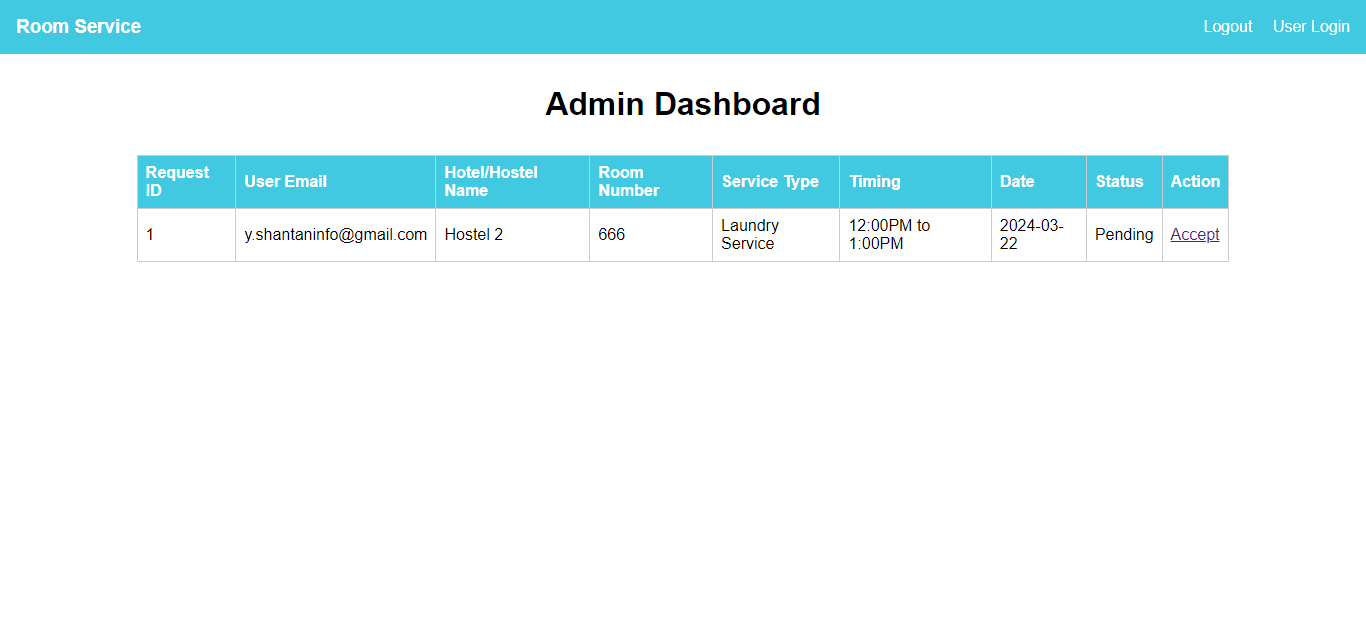 Room Service
Logout
User Login
Admin Dashboard
Request ID
User Email
Hotel/Hostel Name
Room Number
Service Type
Timing
Date
Status
Action
1
y.shantaninfo@gmail.com
Hostel 2
666
Laundry Service
12:00PM to 1:00PM
2024-03-22
Pending
Accept